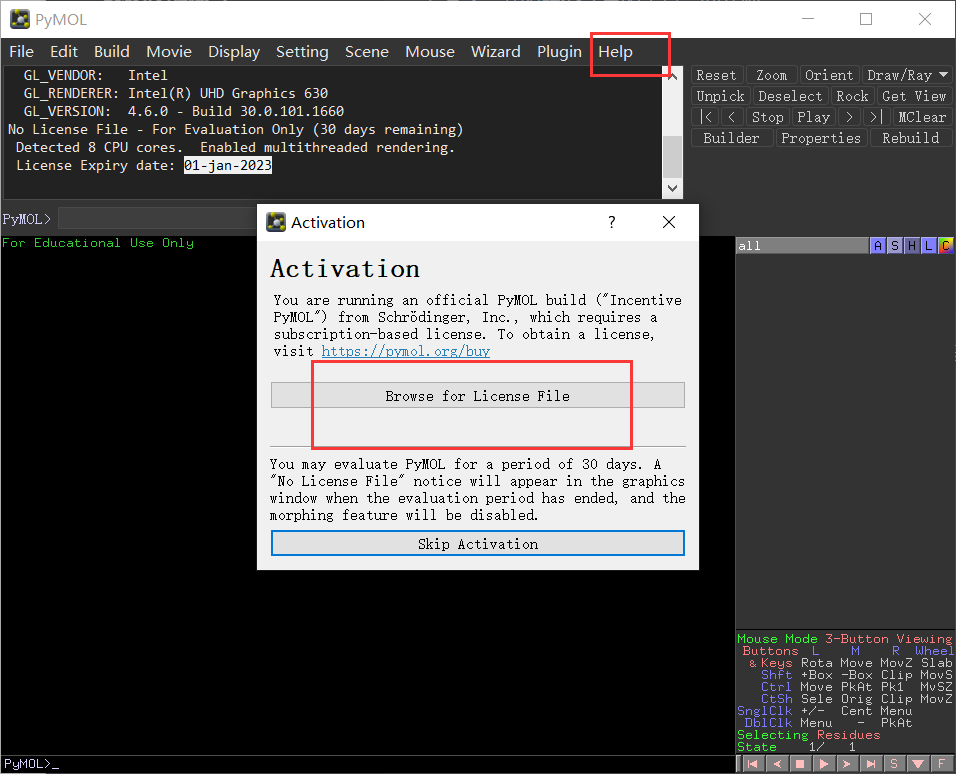 PyMOL
File Edit Build Movie Display Setting Scene Mouse Wizard Plugin Help
GL_VENDOR: Intel
GL_RENDERER: Intel(R) UHD Graphics 630
GL_VERSION: 4.6.0 - Build 30.0.101.1660
No License File - For Evaluation Only (30 days remaining)
Detected 8 CPU cores. Enabled multithreaded rendering.
License Expiry date: 01-jan-2023
Reset Zoom Orient Draw/Ray
Unpick Deselect Rock Get View
|< < Stop Play > >| MClear
Builder Properties Rebuild
PyMOL>
For Educational Use Only
all A S H L C
Activation ?
Activation
You are running an official PyMOL build ("Incentive
PyMOL") from Schrödinger, Inc., which requires a
subscription-based license. To obtain a license,
visit https://pymol.org/buy
Browse for License File
You may evaluate PyMOL for a period of 30 days. A
"No License File" notice will appear in the graphics
window when the evaluation period has ended, and the
morphing feature will be disabled.
Skip Activation
Mouse Mode 3-Button Viewing
Buttons L M R Wheel
& Keys Rota Move MovZ Slab
Shft +Box -Box Clip MovS
Ctrl Move PkAt Pk1 MvSZ
CtSh Sele Orig Clip MovZ
SnglClk +/- Cent Menu
DblClk Menu - PkAt
Selecting Residues
State 1/ 1
PyMOL>_
S F